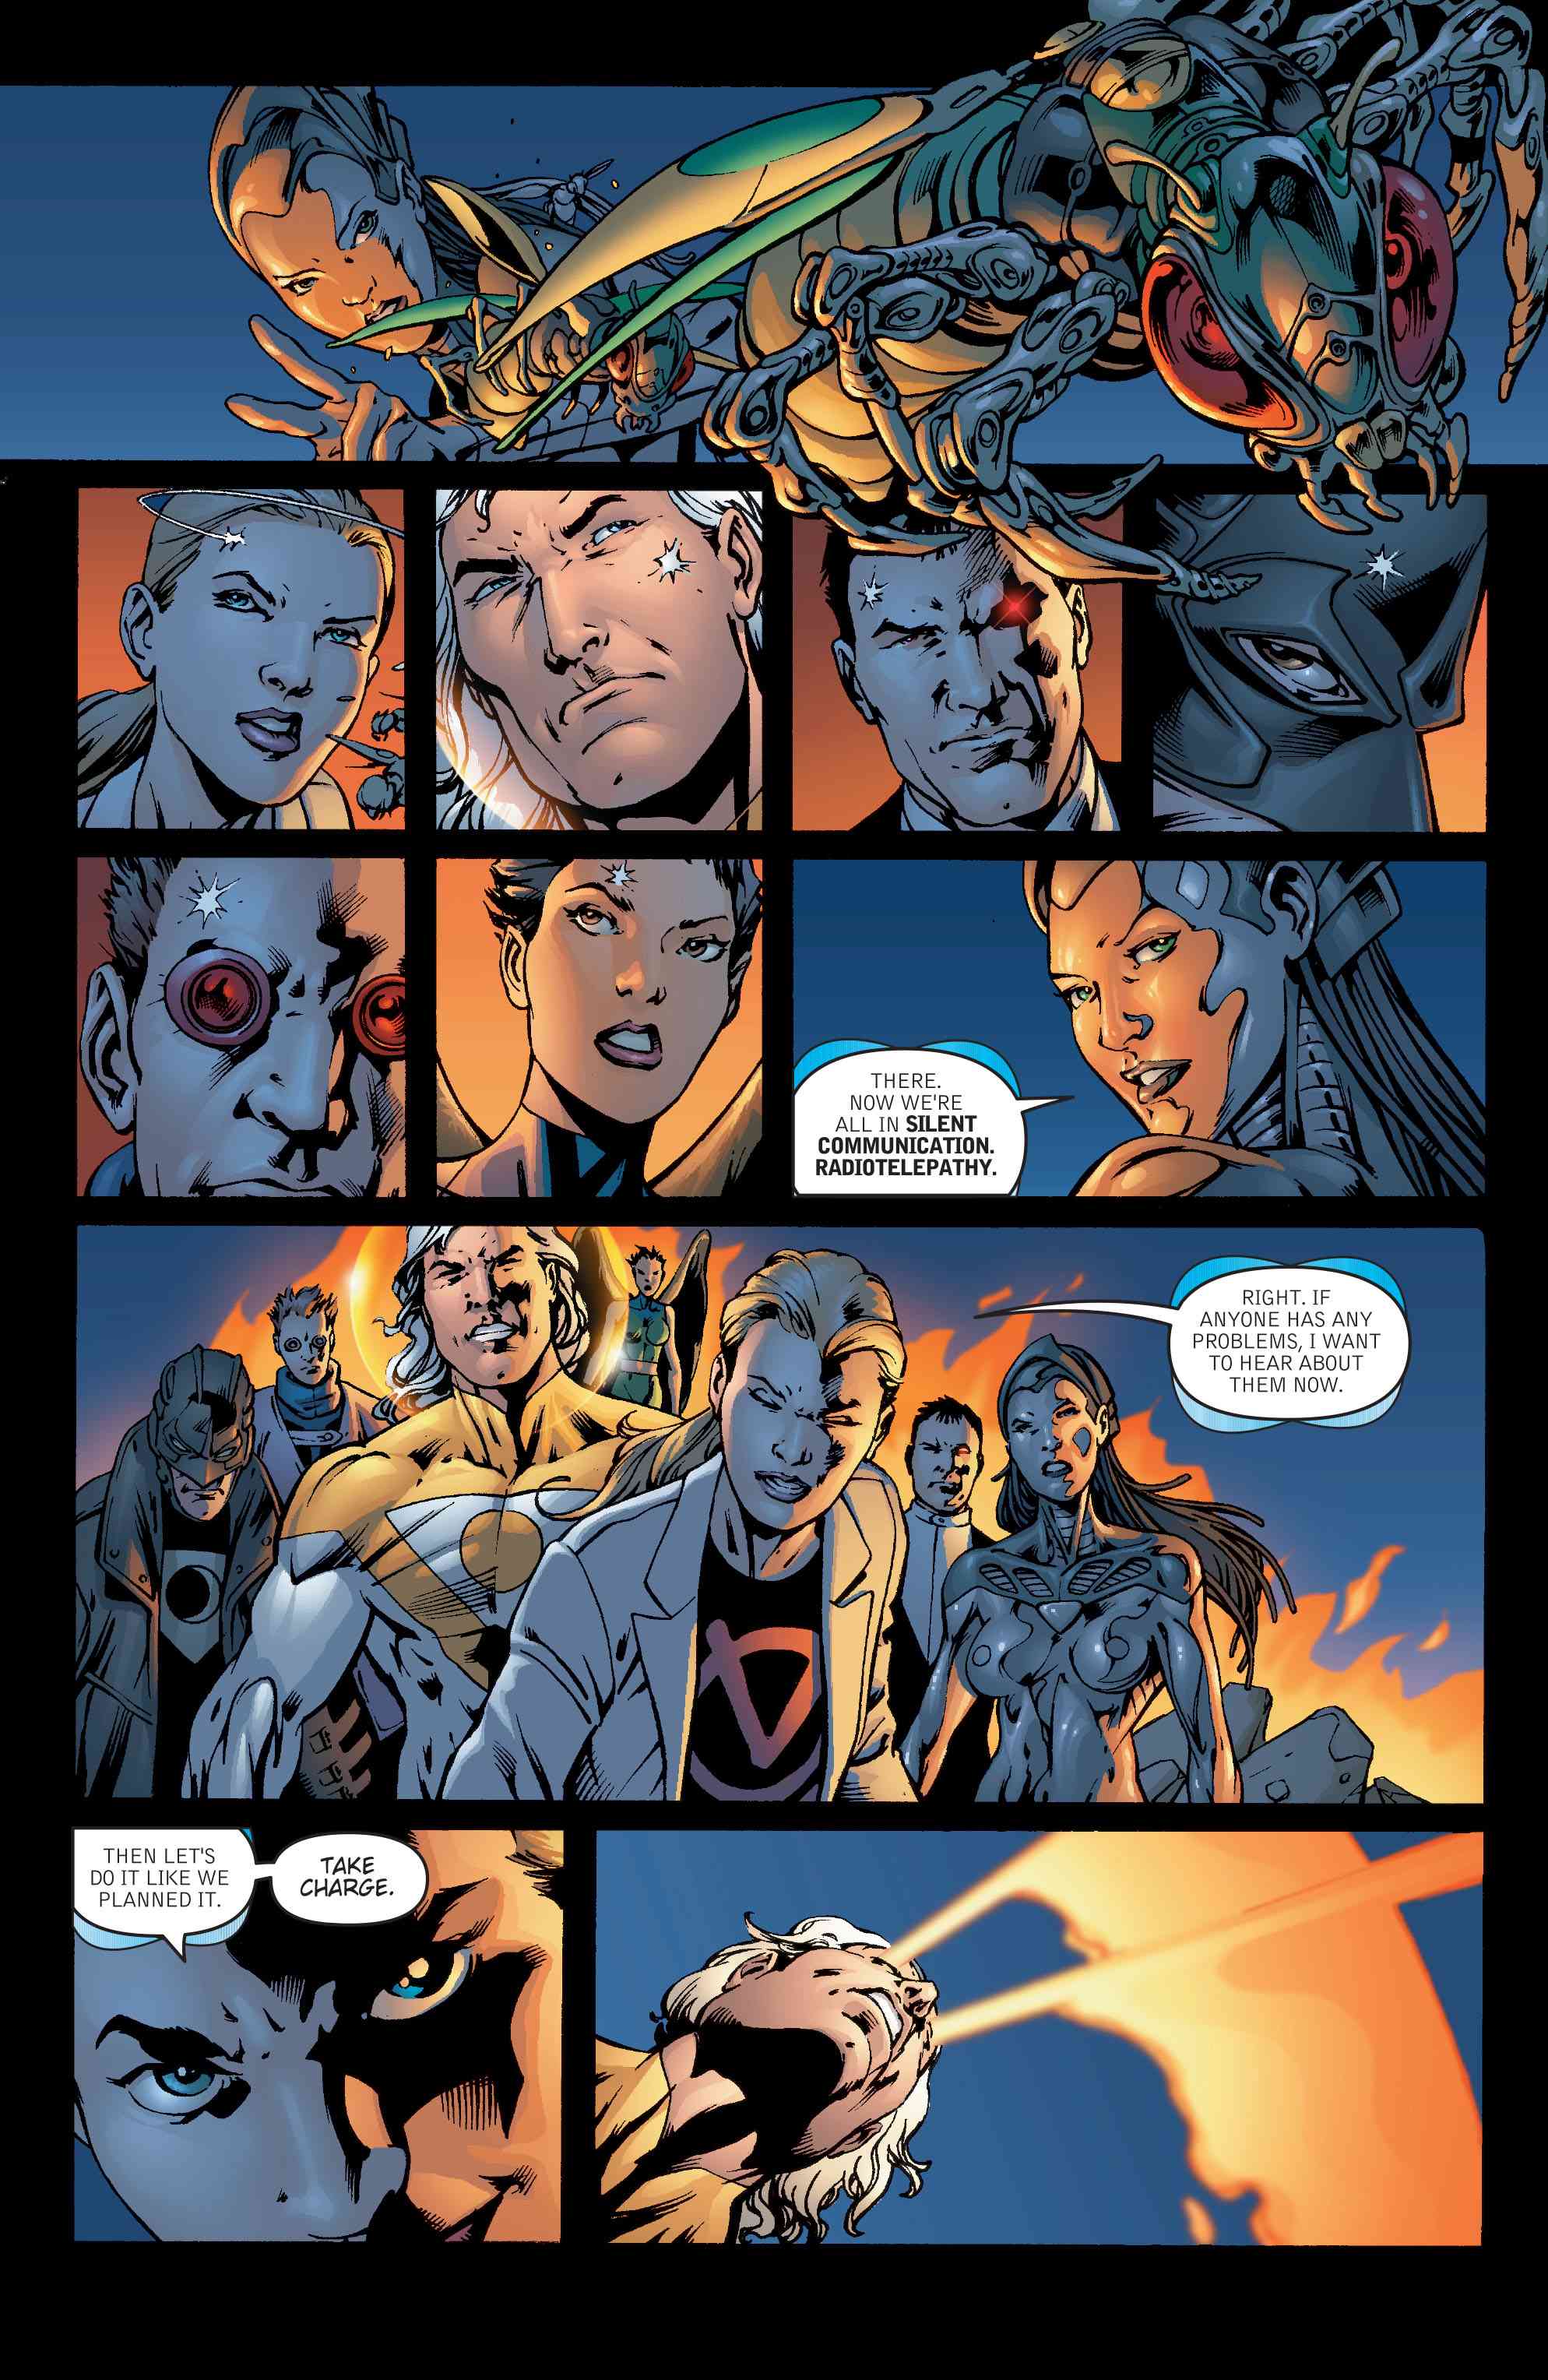 THERE.
NOW WE'RE
ALL IN SILENT
COMMUNICATION.
RADIOTELEPATHY.
RIGHT. IF
ANYONE HAS ANY
PROBLEMS, I WANT
TO HEAR ABOUT
THEM NOW.
THEN LET'S
DO IT LIKE WE
PLANNED IT.
TAKE
CHARGE.